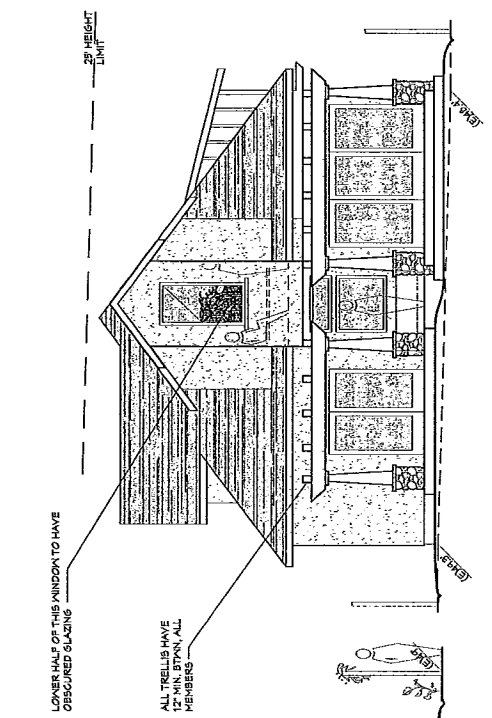 25' HEIGHT
LIMIT
LOWER HALF OF THIS WINDOW TO HAVE
OBSCURED GLAZING
ALL TRELLIS HAVE
12" MIN. BTWN. ALL
MEMBERS